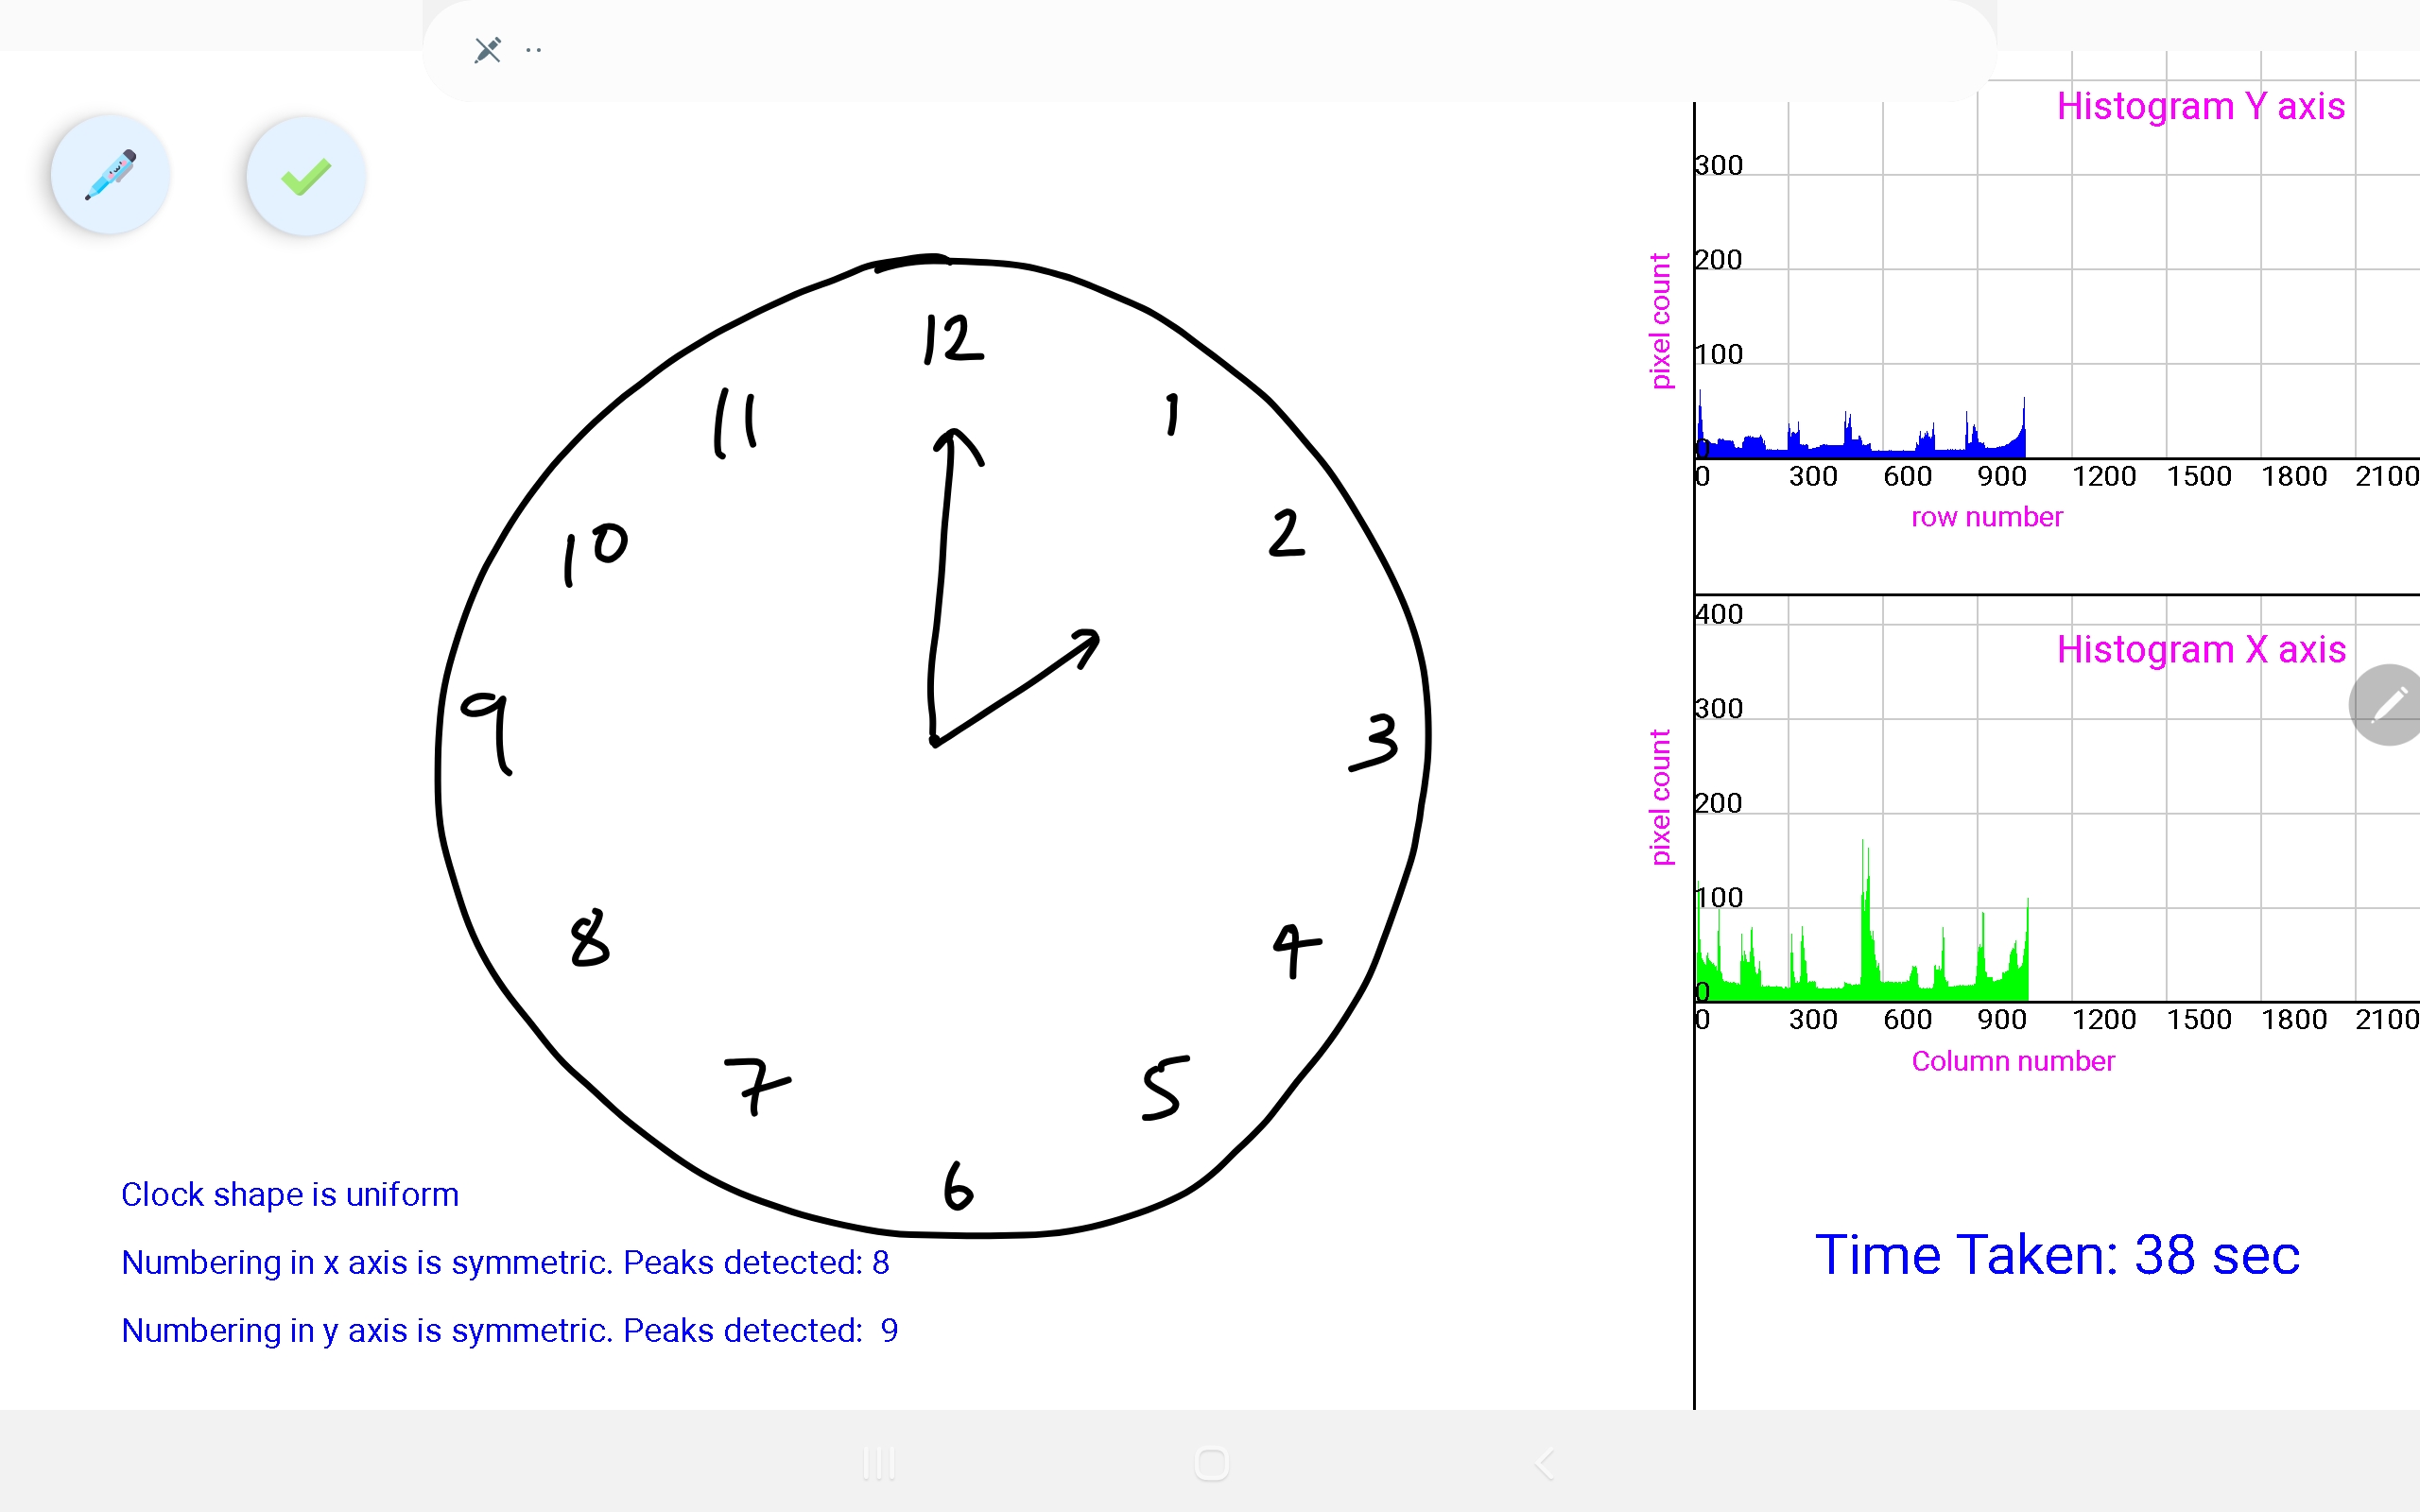 12
11
1
10
2
9
3
8
4
7
5
6
Clock shape is uniform
Numbering in x axis is symmetric. Peaks detected: 8
Numbering in y axis is symmetric. Peaks detected: 9
Histogram Y axis
pixel count
300
200
100
0
0 300 600 900 1200 1500 1800 2100
row number
Histogram X axis
pixel count
400
300
200
100
0
0 300 600 900 1200 1500 1800 2100
Column number
Time Taken: 38 sec